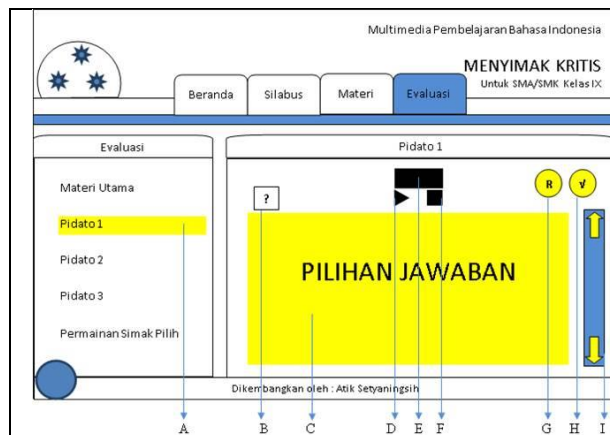 Multimedia Pembelajaran Bahasa Indonesia
MENYIMAK KRITIS
Untuk SMA/SMK Kelas IX
Beranda Silabus Materi Evaluasi
Evaluasi
Pidato 1
Materi Utama
Pidato 1
Pidato 2
Pidato 3
Permainan Simak Pilih
?
R √
PILIHAN JAWABAN
Dikembangkan oleh : Atik Setyaningsih
A B C D E F G H I